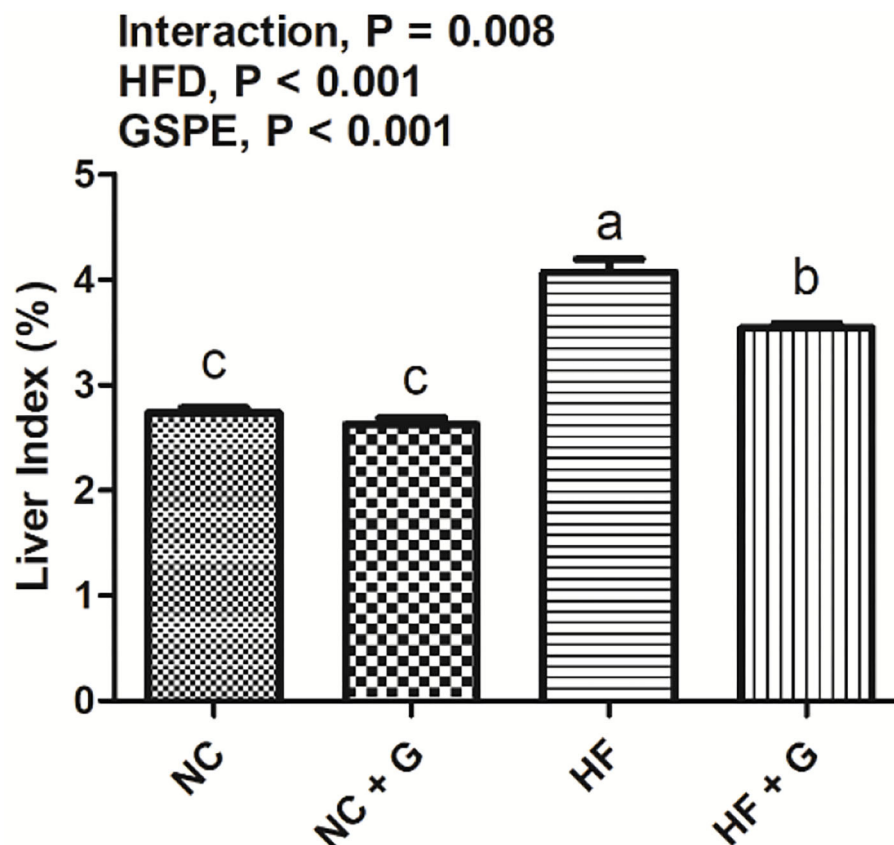 Interaction, P = 0.008
HFD, P < 0.001
GSPE, P < 0.001
5
4
3
2
1
0
Liver Index (%)
c
c
a
b
NC
NC + G
HF
HF + G